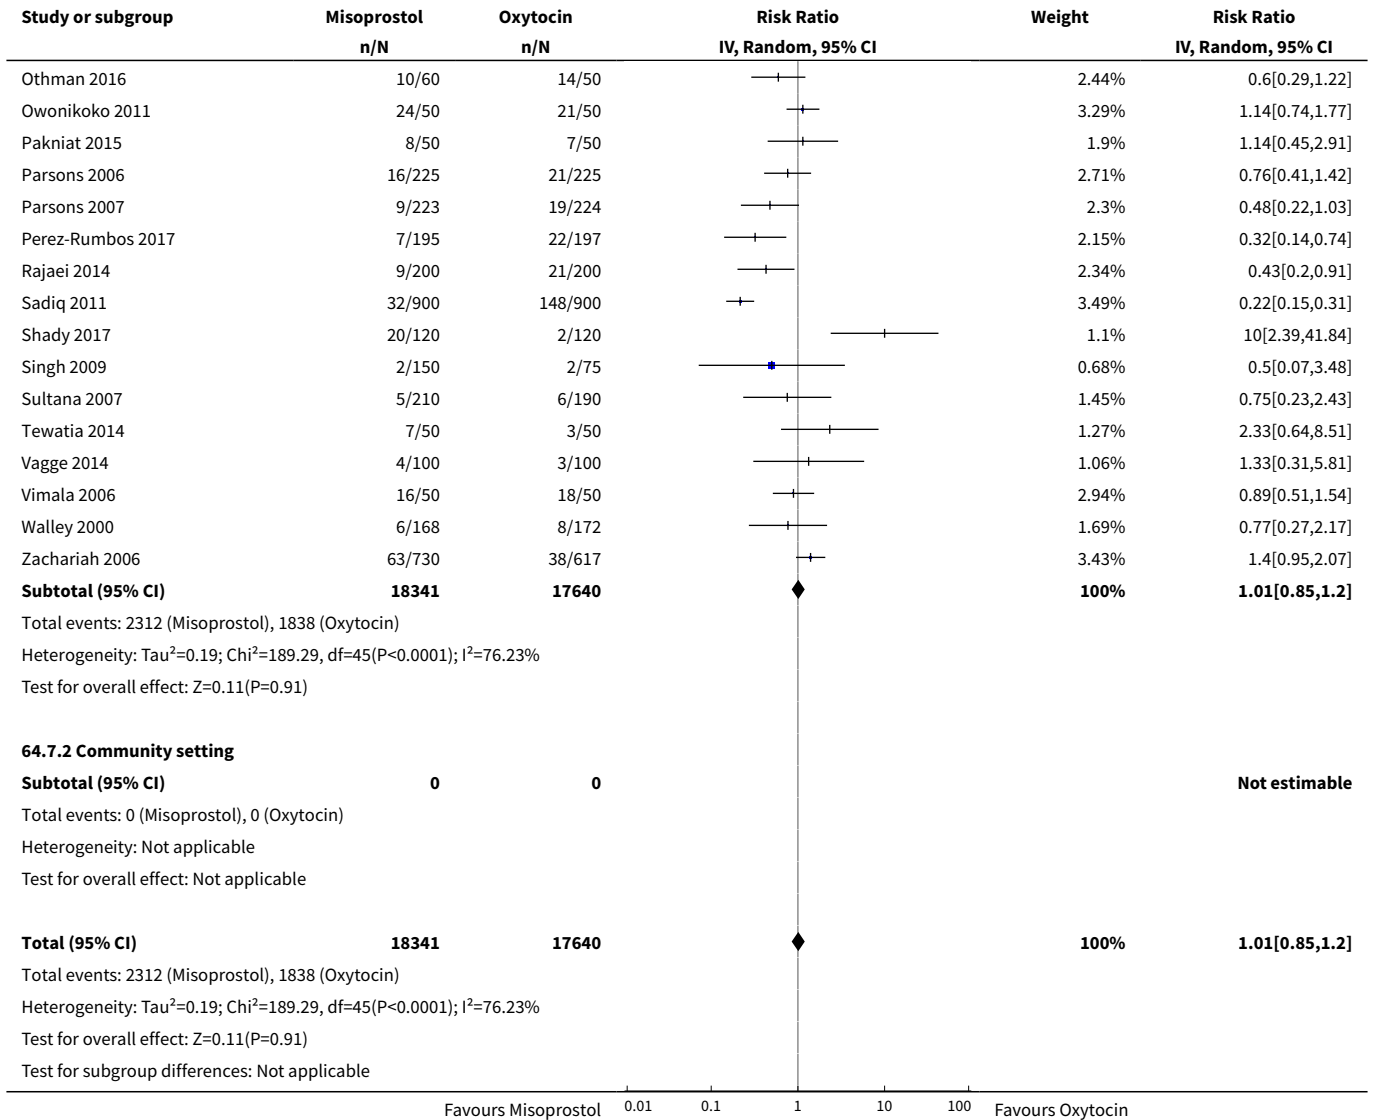 Study or subgroup Misoprostol Oxytocin Risk Ratio Weight Risk Ratio
n/N n/N IV, Random, 95% CI IV, Random, 95% CI
Othman 2016 10/60 14/50 2.44% 0.6[0.29,1.22]
Owonikoko 2011 24/50 21/50 3.29% 1.14[0.74,1.77]
Pakniat 2015 8/50 7/50 1.9% 1.14[0.45,2.91]
Parsons 2006 16/225 21/225 2.71% 0.76[0.41,1.42]
Parsons 2007 9/223 19/224 2.3% 0.48[0.22,1.03]
Perez-Rumbos 2017 7/195 22/197 2.15% 0.32[0.14,0.74]
Rajaei 2014 9/200 21/200 2.34% 0.43[0.2,0.91]
Sadiq 2011 32/900 148/900 3.49% 0.22[0.15,0.31]
Shady 2017 20/120 2/120 1.1% 10[2.39,41.84]
Singh 2009 2/150 2/75 0.68% 0.5[0.07,3.48]
Sultana 2007 5/210 6/190 1.45% 0.75[0.23,2.43]
Tewatia 2014 7/50 3/50 1.27% 2.33[0.64,8.51]
Vagge 2014 4/100 3/100 1.06% 1.33[0.31,5.81]
Vimala 2006 16/50 18/50 2.94% 0.89[0.51,1.54]
Walley 2000 6/168 8/172 1.69% 0.77[0.27,2.17]
Zachariah 2006 63/730 38/617 3.43% 1.4[0.95,2.07]
Subtotal (95% CI) 18341 17640 100% 1.01[0.85,1.2]
Total events: 2312 (Misoprostol), 1838 (Oxytocin)
Heterogeneity: Tau²=0.19; Chi²=189.29, df=45(P<0.0001); I²=76.23%
Test for overall effect: Z=0.11(P=0.91)
64.7.2 Community setting
Subtotal (95% CI) 0 0 Not estimable
Total events: 0 (Misoprostol), 0 (Oxytocin)
Heterogeneity: Not applicable
Test for overall effect: Not applicable
Total (95% CI) 18341 17640 100% 1.01[0.85,1.2]
Total events: 2312 (Misoprostol), 1838 (Oxytocin)
Heterogeneity: Tau²=0.19; Chi²=189.29, df=45(P<0.0001); I²=76.23%
Test for overall effect: Z=0.11(P=0.91)
Test for subgroup differences: Not applicable
Favours Misoprostol 0.01 0.1 1 10 100 Favours Oxytocin